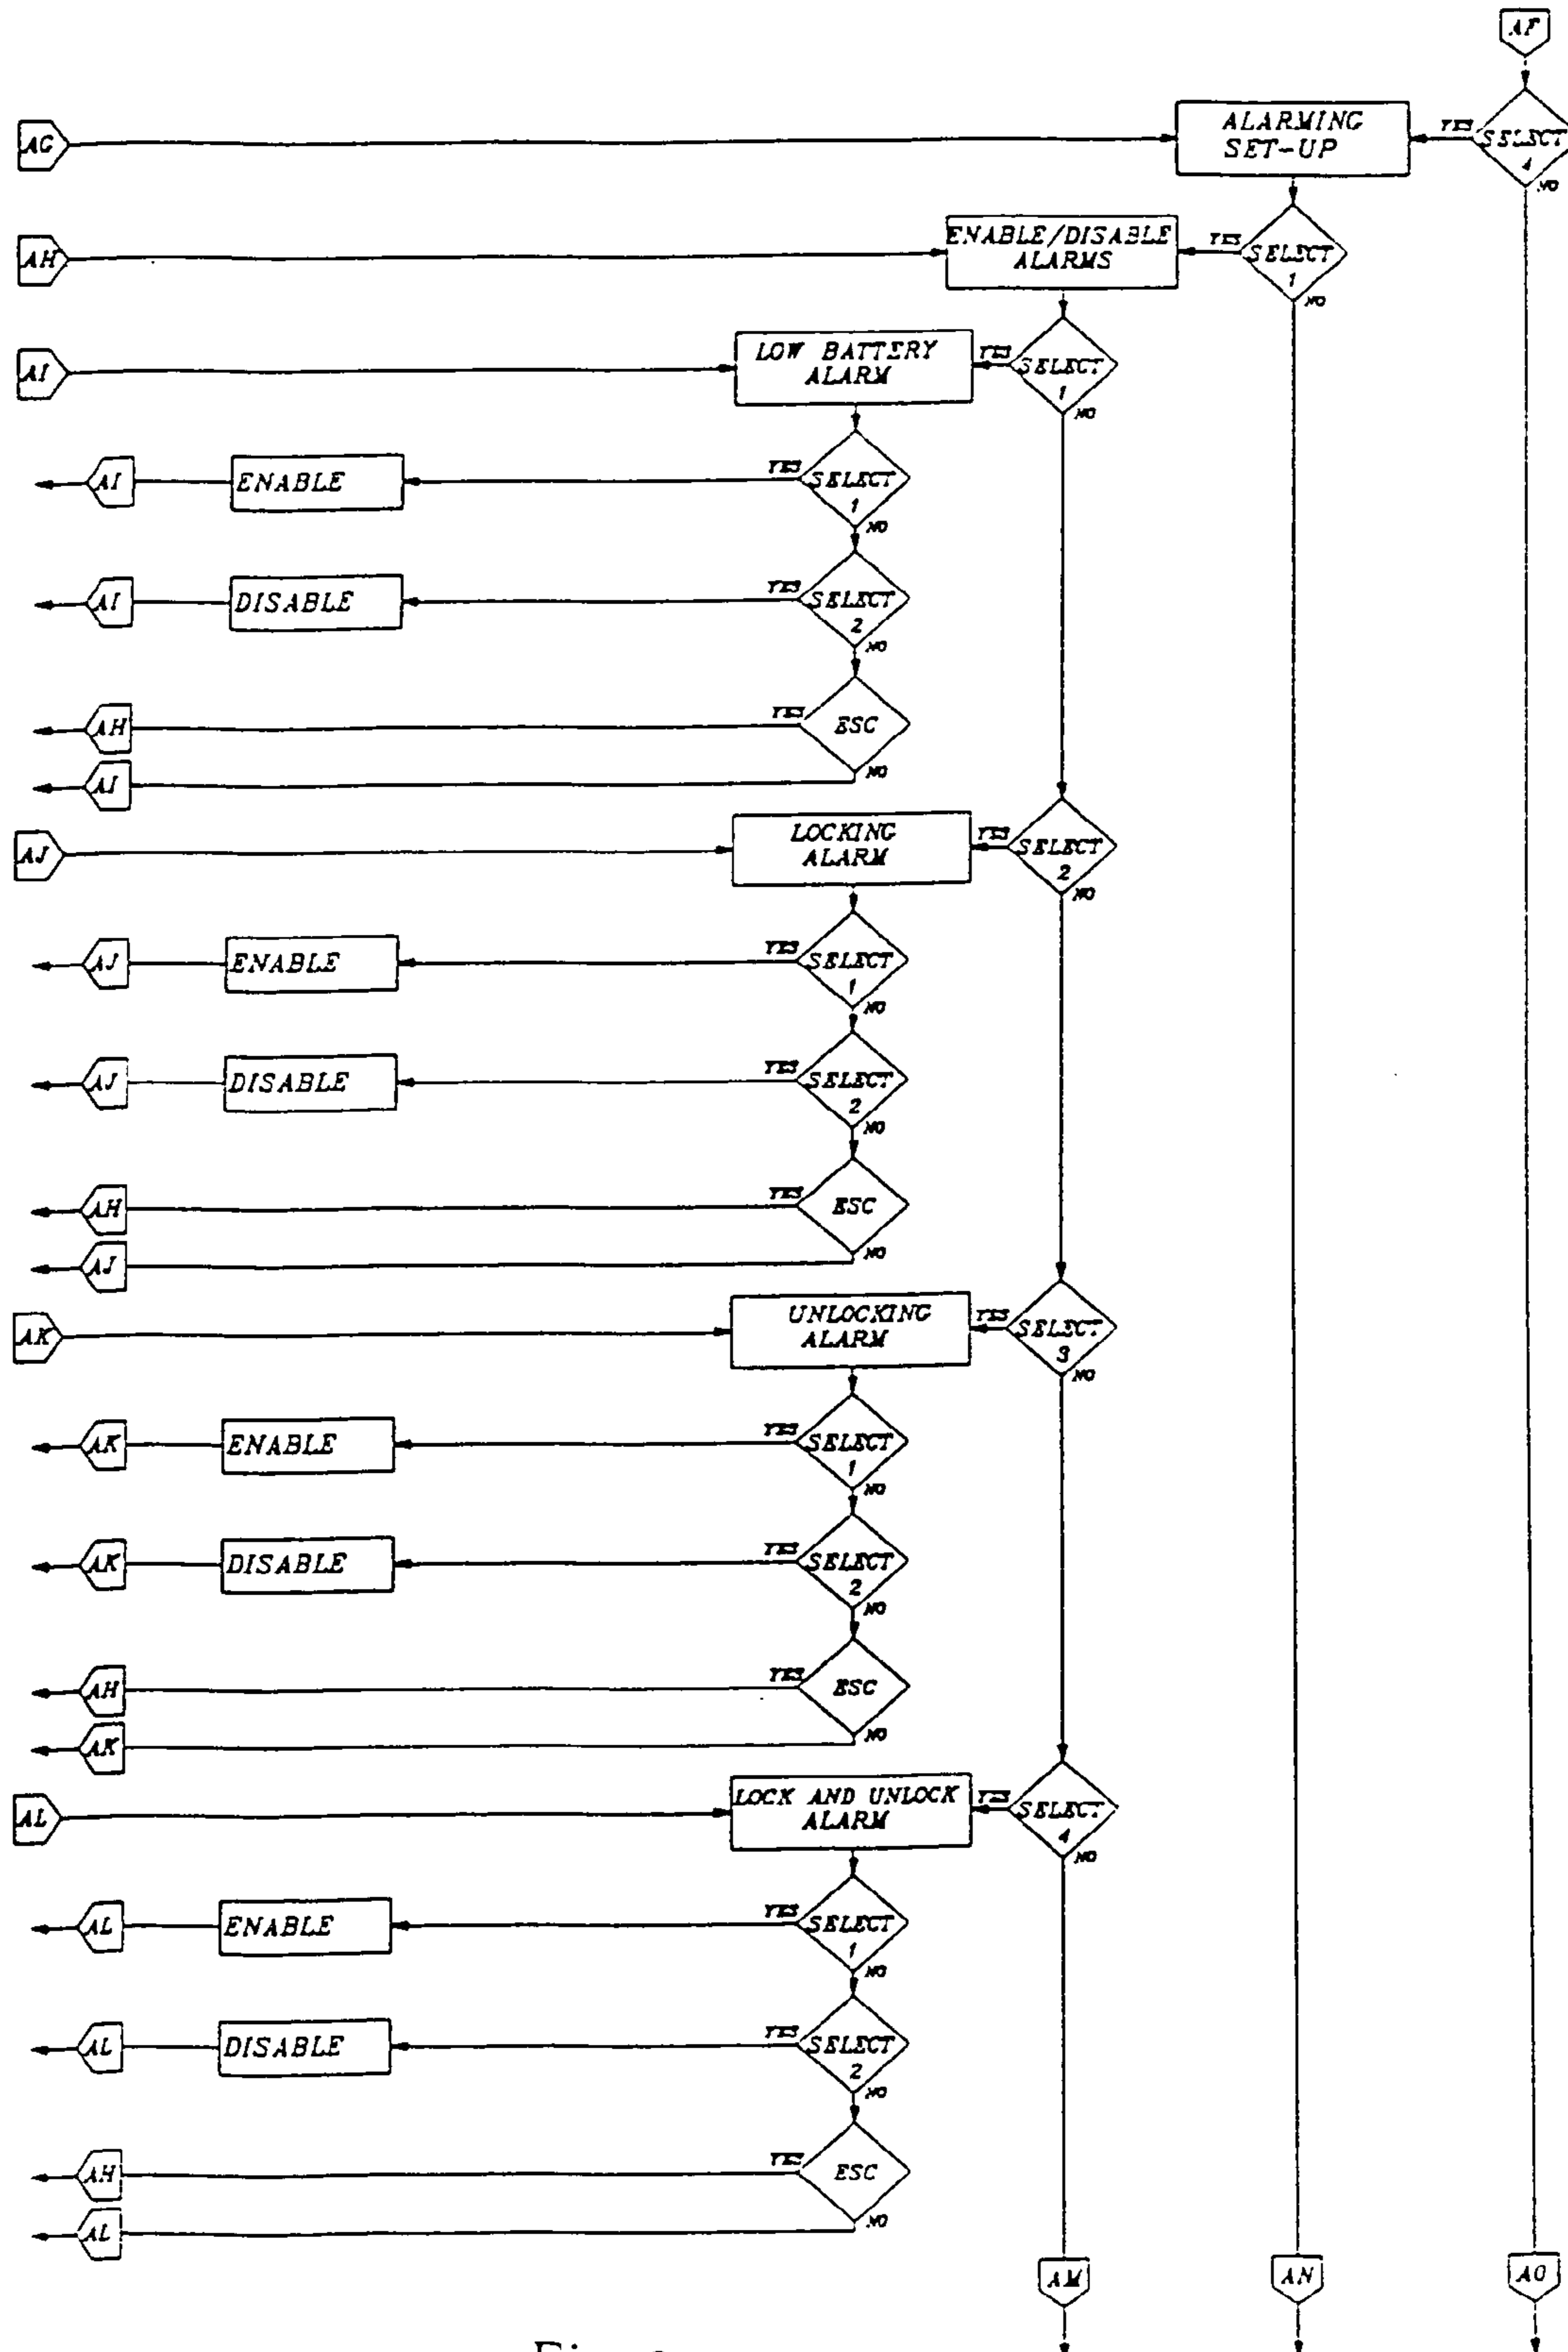 AF
AG
ALARMING
SET-UP
YES
SELECT
4
NO
AH
ENABLE/DISABLE
ALARMS
YES
SELECT
1
NO
AI
LOW BATTERY
ALARM
YES
SELECT
1
NO
AI
ENABLE
YES
SELECT
1
NO
AI
DISABLE
YES
SELECT
2
NO
AH
YES
ESC
NO
AI
AJ
LOCKING
ALARM
YES
SELECT
2
NO
AJ
ENABLE
YES
SELECT
1
NO
AJ
DISABLE
YES
SELECT
2
NO
AH
YES
ESC
NO
AJ
AK
UNLOCKING
ALARM
YES
SELECT
3
NO
AK
ENABLE
YES
SELECT
1
NO
AK
DISABLE
YES
SELECT
2
NO
AH
YES
ESC
NO
AK
AL
LOCK AND UNLOCK
ALARM
YES
SELECT
4
NO
AL
ENABLE
YES
SELECT
1
NO
AL
DISABLE
YES
SELECT
2
NO
AH
YES
ESC
NO
AL
AM
AN
AO